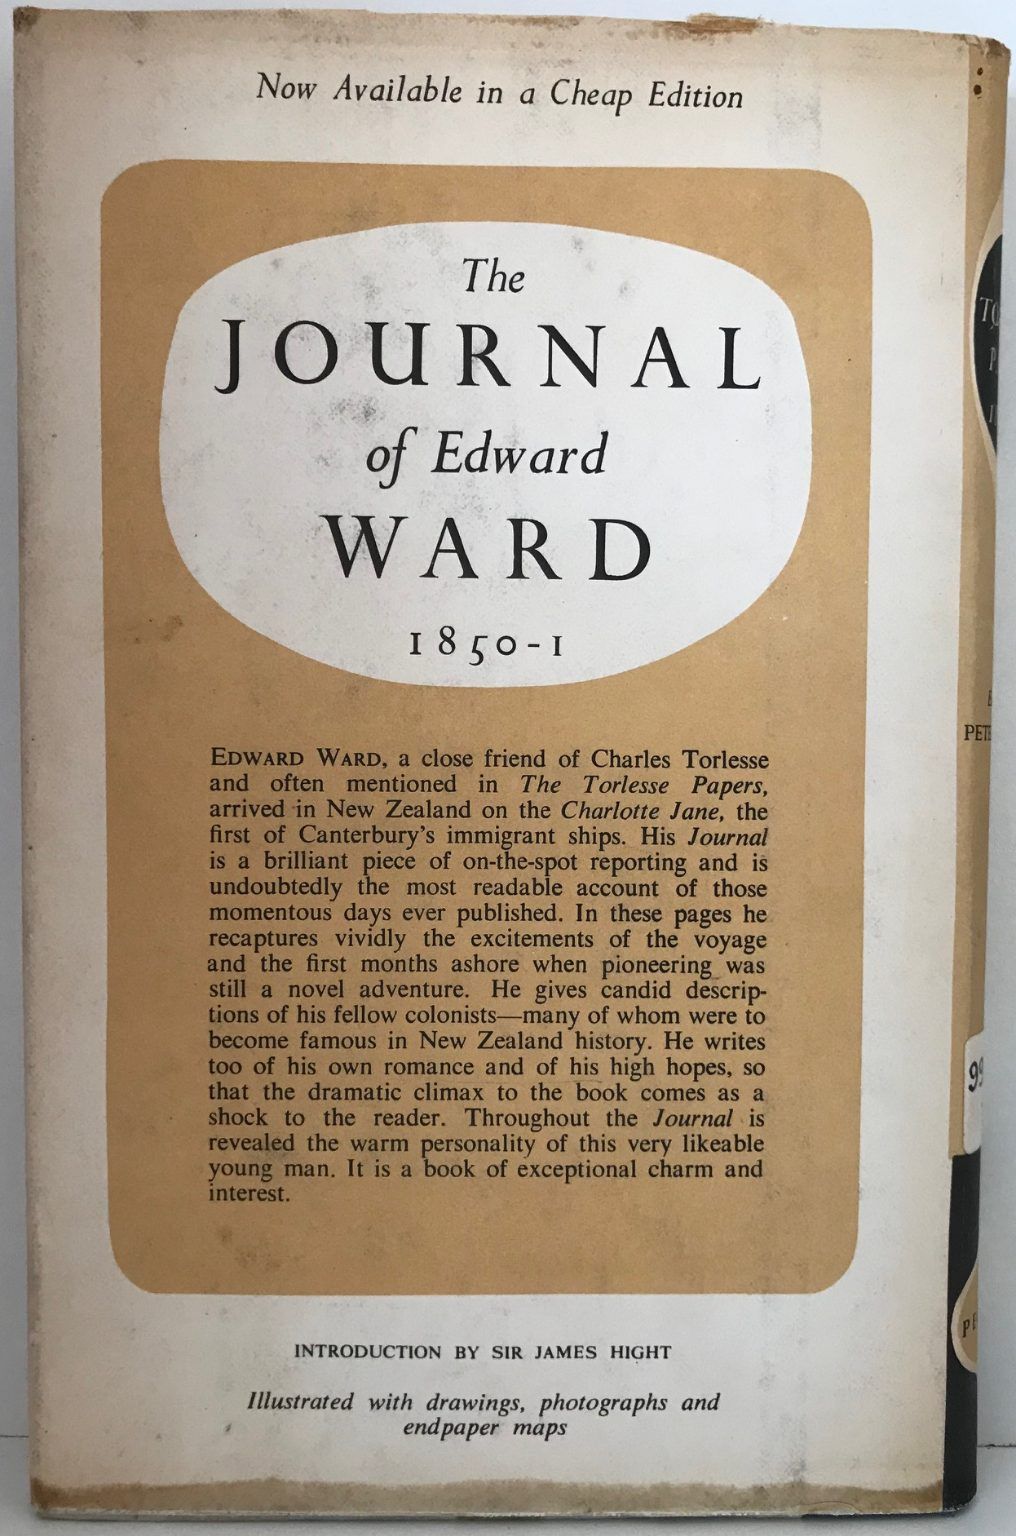 Now Available in a Cheap Edition
The
JOURNAL
of Edward
WARD
1850-1
EDWARD WARD, a close friend of Charles Torlesse
and often mentioned in The Torlesse Papers,
arrived in New Zealand on the Charlotte Jane, the
first of Canterbury's immigrant ships. His Journal
is a brilliant piece of on-the-spot reporting and is
undoubtedly the most readable account of those
momentous days ever published. In these pages he
recaptures vividly the excitements of the voyage
and the first months ashore when pioneering was
still a novel adventure. He gives candid descrip-
tions of his fellow colonists—many of whom were to
become famous in New Zealand history. He writes
too of his own romance and of his high hopes, so
that the dramatic climax to the book comes as a
shock to the reader. Throughout the Journal is
revealed the warm personality of this very likeable
young man. It is a book of exceptional charm and
interest.
INTRODUCTION BY SIR JAMES HIGHT
Illustrated with drawings, photographs and
endpaper maps